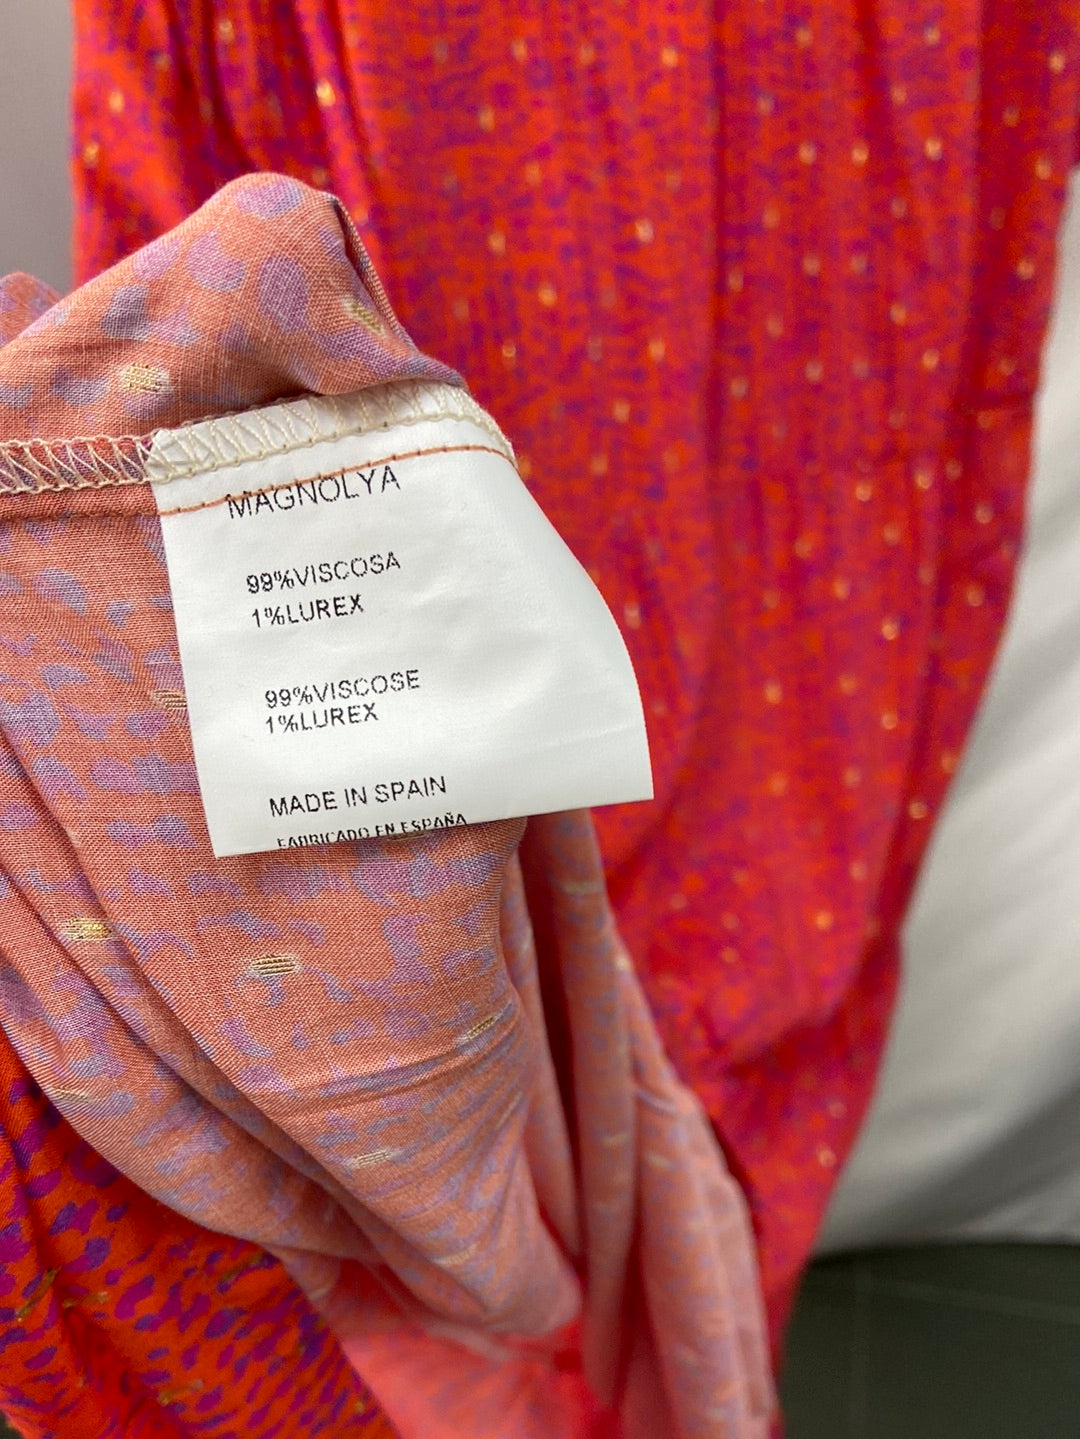 MAGNOLYA
99%VISCOSA
1%LUREX
99%VISCOSE
1%LUREX
MADE IN SPAIN
FABRICADO EN ESPAÑA